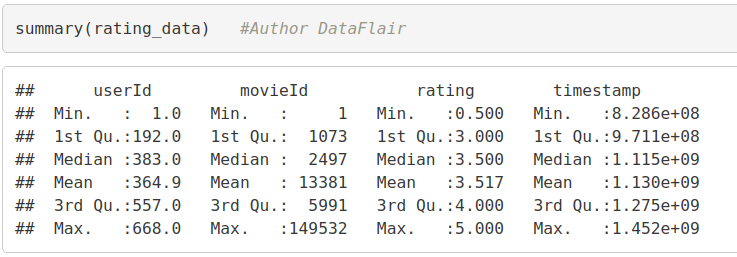 summary(rating_data)   #Author DataFlair
##      userId         movieId           rating        timestamp
##  Min.   :  1.0   Min.   :     1   Min.   :0.500   Min.   :8.286e+08
##  1st Qu.:192.0   1st Qu.:  1073   1st Qu.:3.000   1st Qu.:9.711e+08
##  Median :383.0   Median :  2497   Median :3.500   Median :1.115e+09
##  Mean   :364.9   Mean   : 13381   Mean   :3.517   Mean   :1.130e+09
##  3rd Qu.:557.0   3rd Qu.:  5991   3rd Qu.:4.000   3rd Qu.:1.275e+09
##  Max.   :668.0   Max.   :149532   Max.   :5.000   Max.   :1.452e+09